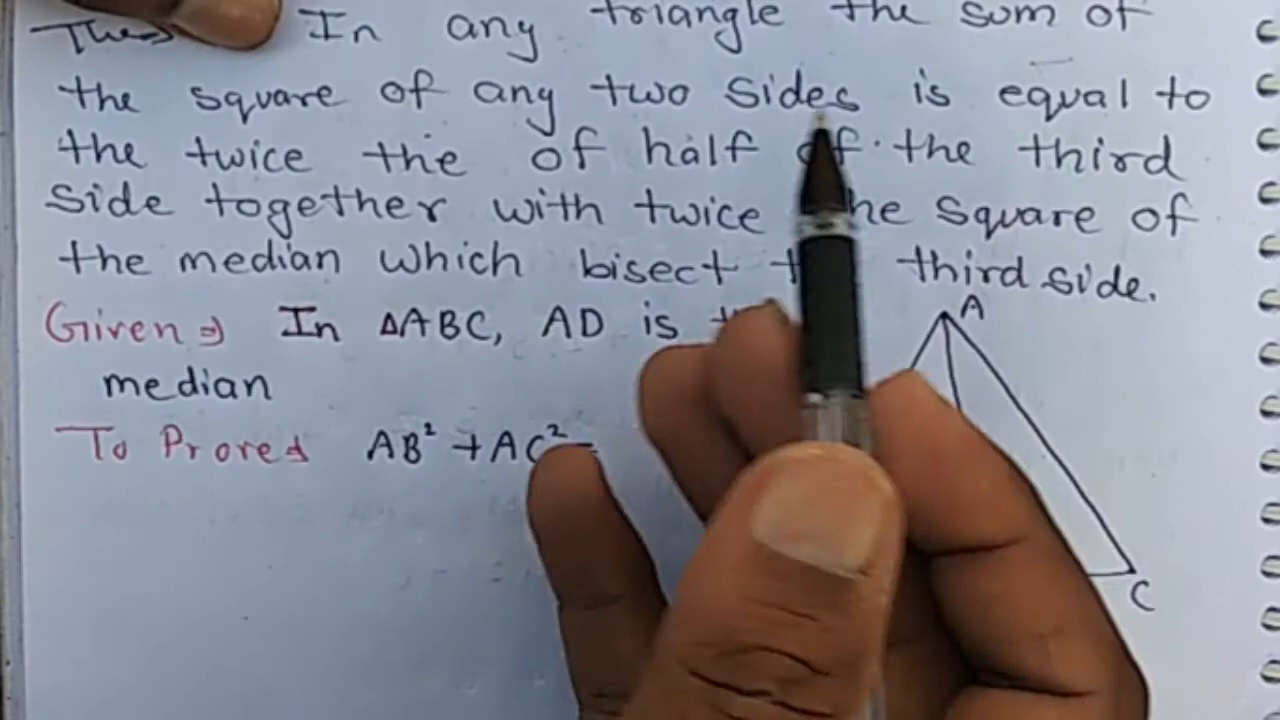 In any triangle the sum of
the square of any two sides is equal to
the twice the of half of the third
side together with twice the square of
the median which bisect third side.
Given ⇒ In ΔABC, AD is
median
To Prove ⇒ AB² + AC² =
A
C